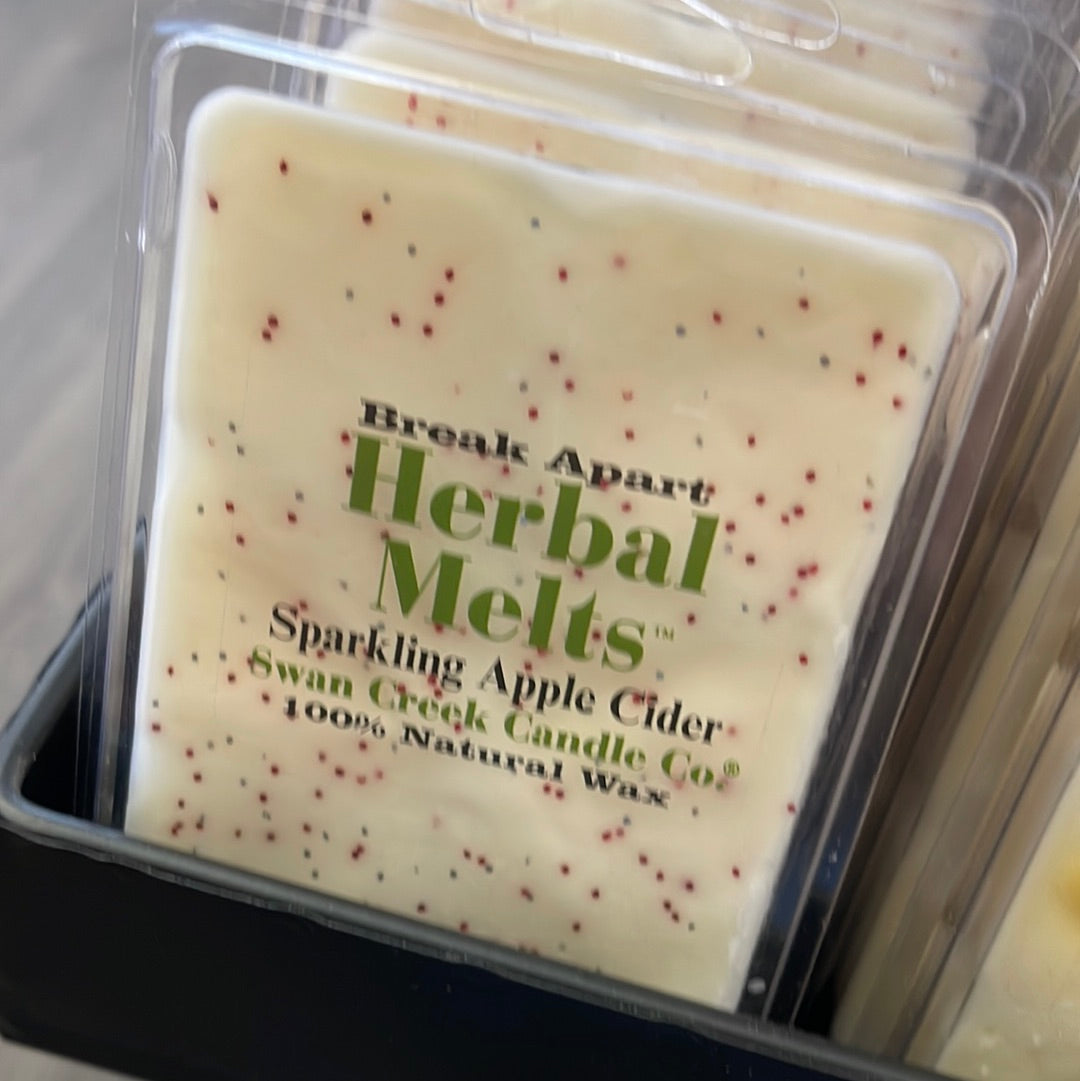 Break Apart
Herbal
Melts™
Sparkling Apple Cider
Swan Creek Candle Co.®
100% Natural Wax